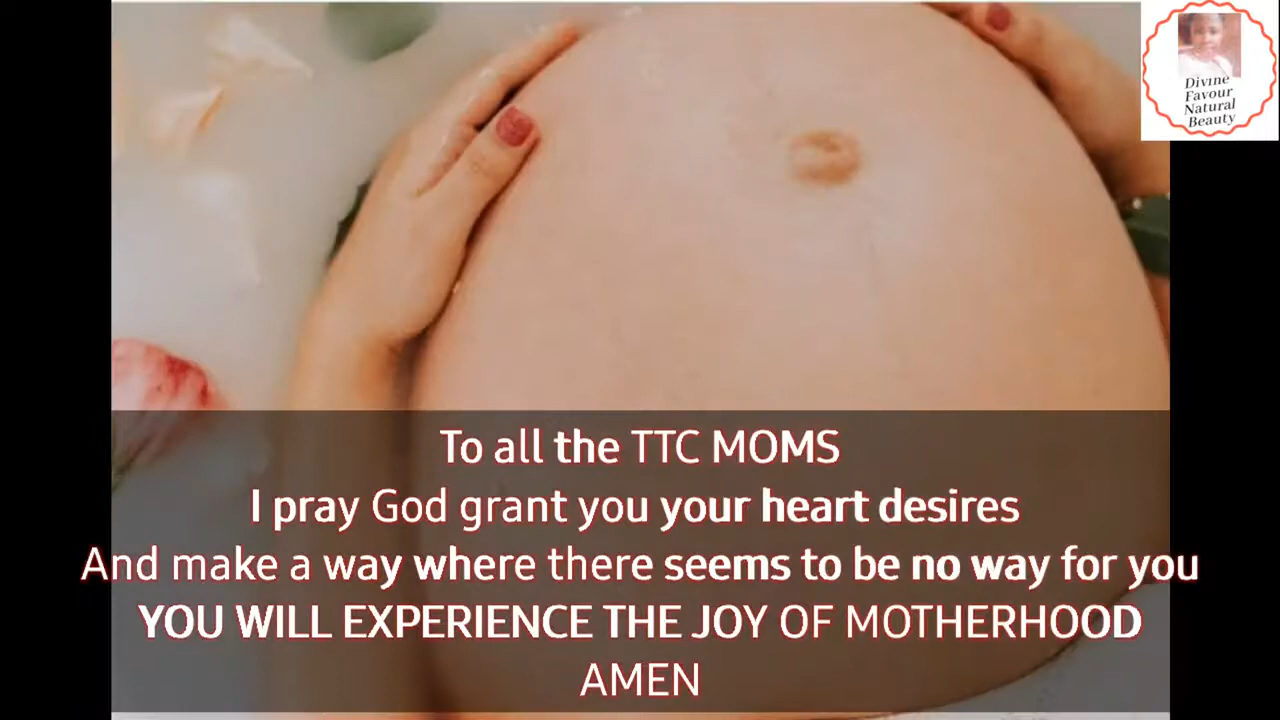 Divine
Favour
Natural
Beauty
To all the TTC MOMS
I pray God grant you your heart desires
And make a way where there seems to be no way for you
YOU WILL EXPERIENCE THE JOY OF MOTHERHOOD
AMEN